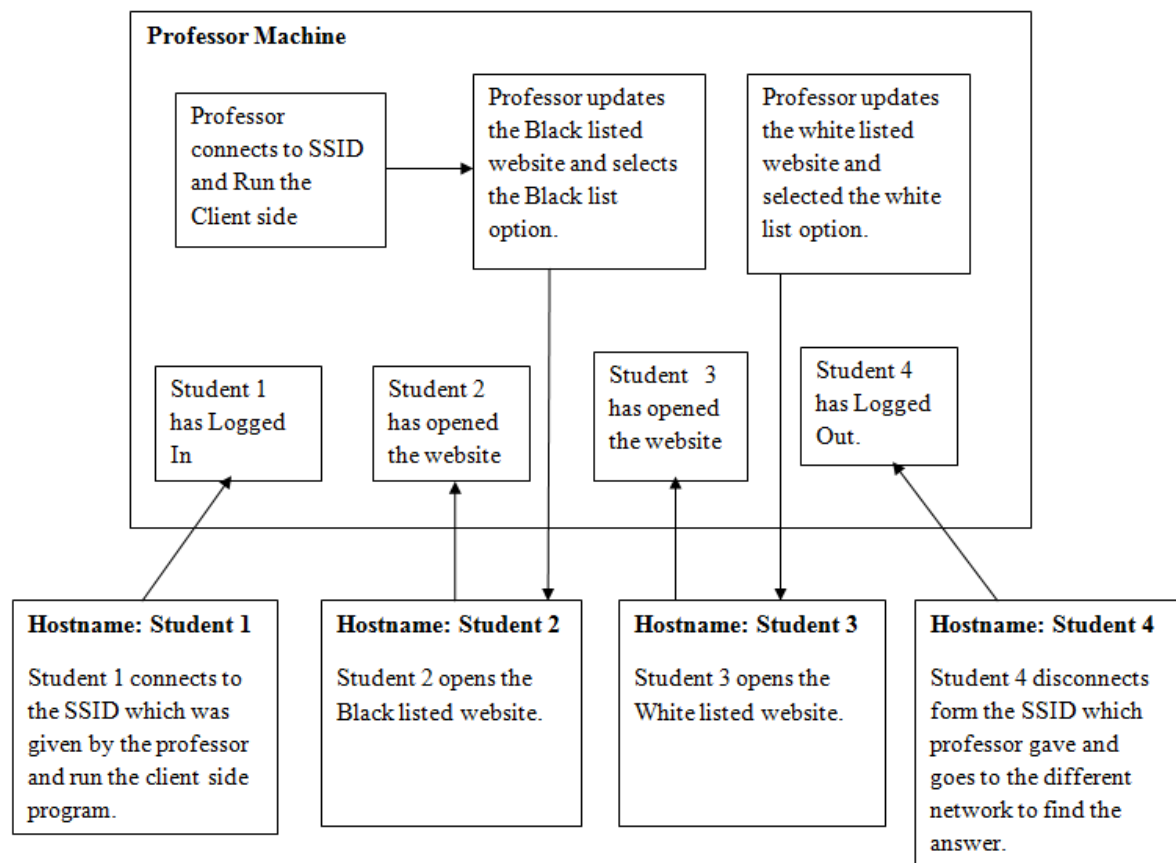 Professor Machine
Professor
connects to SSID
and Run the
Client side
Professor updates
the Black listed
website and selects
the Black list
option.
Professor updates
the white listed
website and
selected the white
list option.
Student 1
has Logged
In
Student 2
has opened
the website
Student 3
has opened
the website
Student 4
has Logged
Out.
Hostname: Student 1
Student 1 connects to
the SSID which was
given by the professor
and run the client side
program.
Hostname: Student 2
Student 2 opens the
Black listed website.
Hostname: Student 3
Student 3 opens the
White listed website.
Hostname: Student 4
Student 4 disconnects
form the SSID which
professor gave and
goes to the different
network to find the
answer.